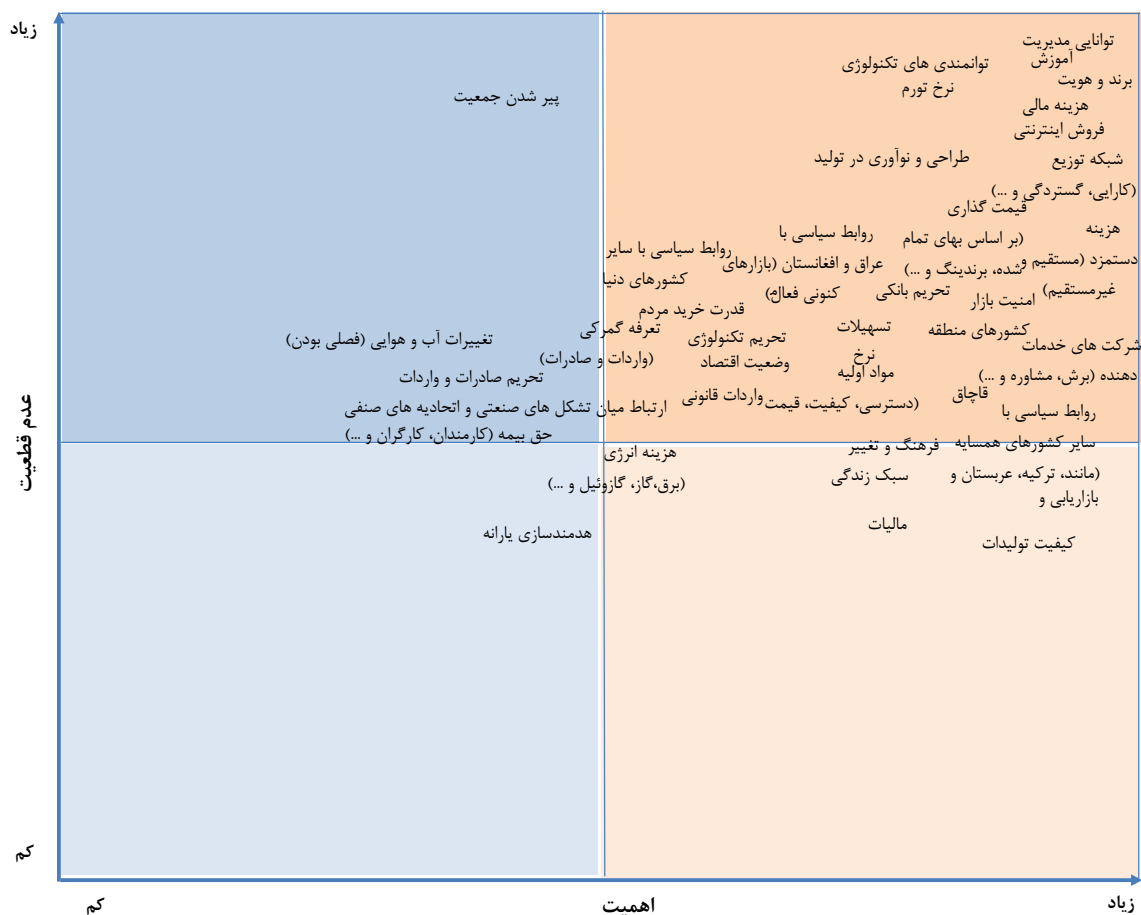 زیاد
توانایی مدیریت
آموزش
توانمندی های تکنولوژی
برند و هویت
نرخ تورم
پیر شدن جمعیت
هزینه مالی
فروش اینترنتی
شبکه توزیع
(کارایی، گستردگی و ...)
طراحی و نوآوری در تولید
قیمت گذاری
(بر اساس بهای تمام
شده، برندینگ و ...)
هزینه
دستمزد (مستقیم و
غیرمستقیم)
روابط سیاسی با
عراق و افغانستان (بازارهای
کنونی فعال)
روابط سیاسی با سایر
کشورهای دنیا
تحریم بانکی
امنیت بازار
کشورهای منطقه
قدرت خرید مردم
تسهیلات
تعرفه گمرکی
(واردات و صادرات)
تحریم تکنولوژی
تغییرات آب و هوایی (فصلی بودن)
شرکت های خدمات
دهنده (برش، مشاوره و ...)
نرخ
مواد اولیه
(دسترسی، کیفیت، قیمت
وضعیت اقتصاد
تحریم صادرات و واردات
قاچاق
واردات قانونی
ارتباط میان تشکل های صنعتی و اتحادیه های صنفی
روابط سیاسی با
سایر کشورهای همسایه
(مانند، ترکیه، عربستان و
حق بیمه (کارمندان، کارگران و ...)
فرهنگ و تغییر
سبک زندگی
هزینه انرژی
(برق،گاز، گازوئیل و ...)
بازاریابی و
مالیات
هدمندسازی یارانه
کیفیت تولیدات
عدم قطعیت
کم
کم
اهمیت
زیاد